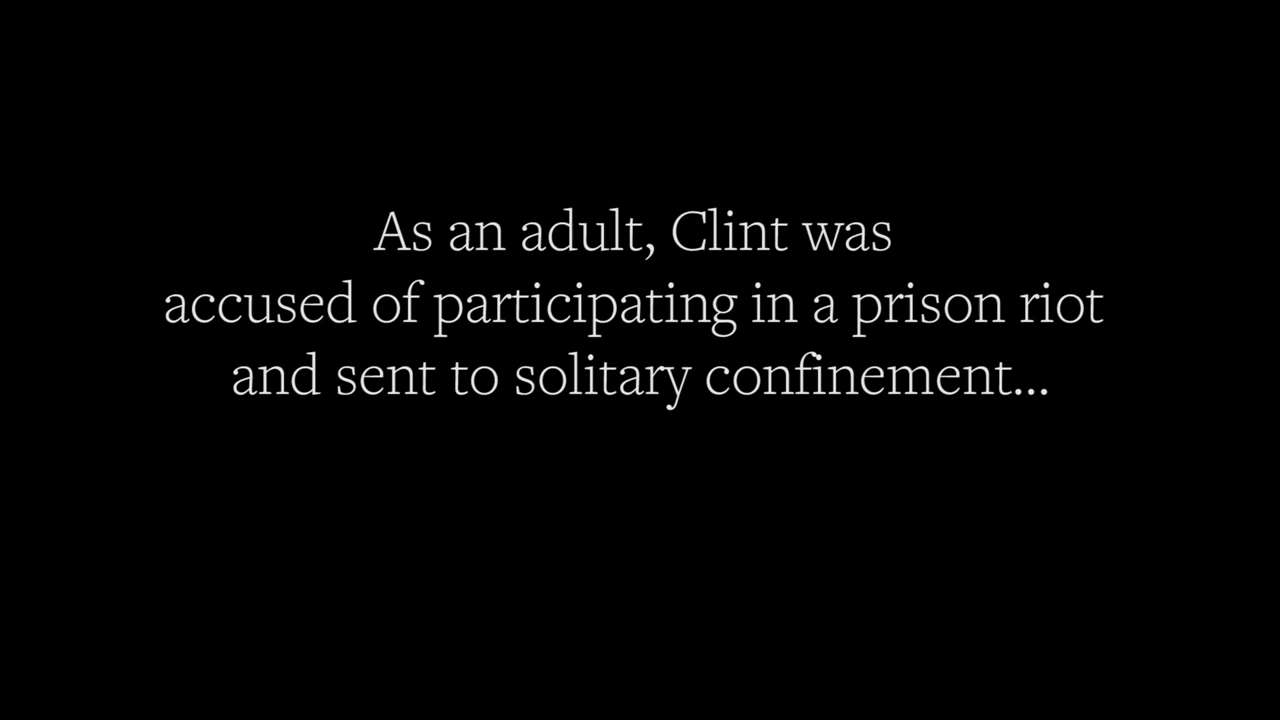 As an adult, Clint was
accused of participating in a prison riot
and sent to solitary confinement...